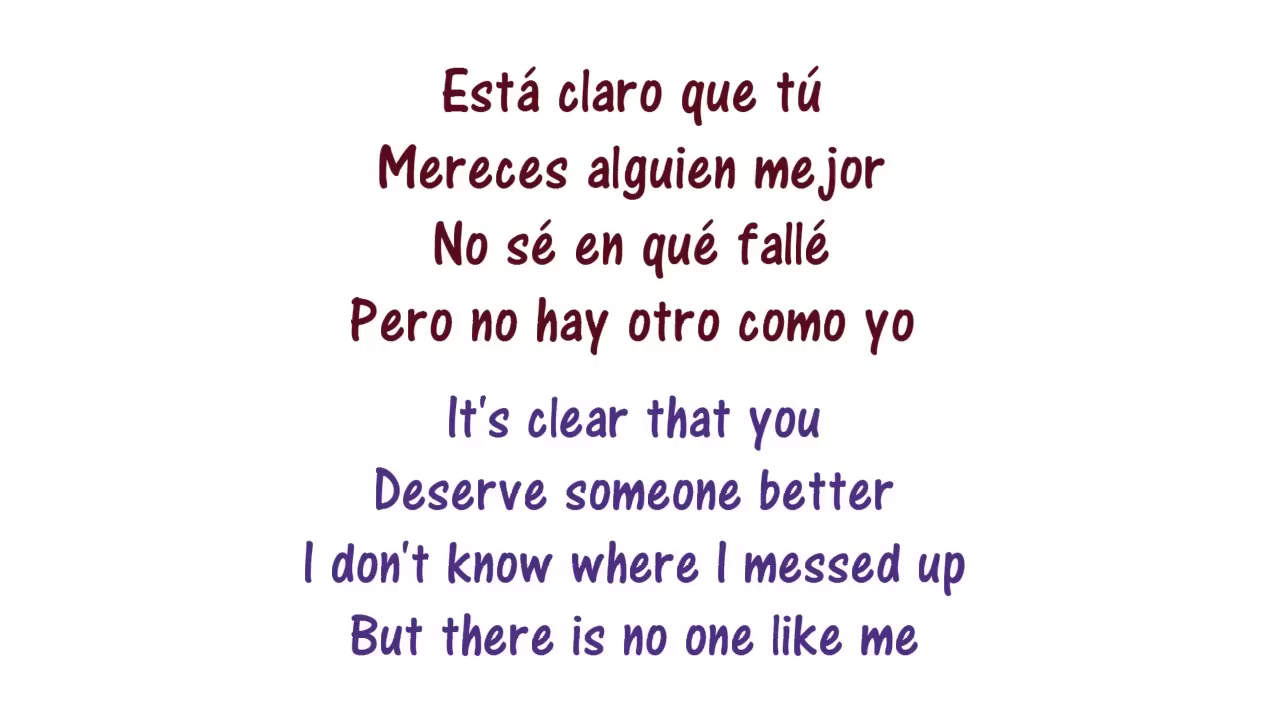 Está claro que tú
Mereces alguien mejor
No sé en qué fallé
Pero no hay otro como yo
It's clear that you
Deserve someone better
I don't know where I messed up
But there is no one like me